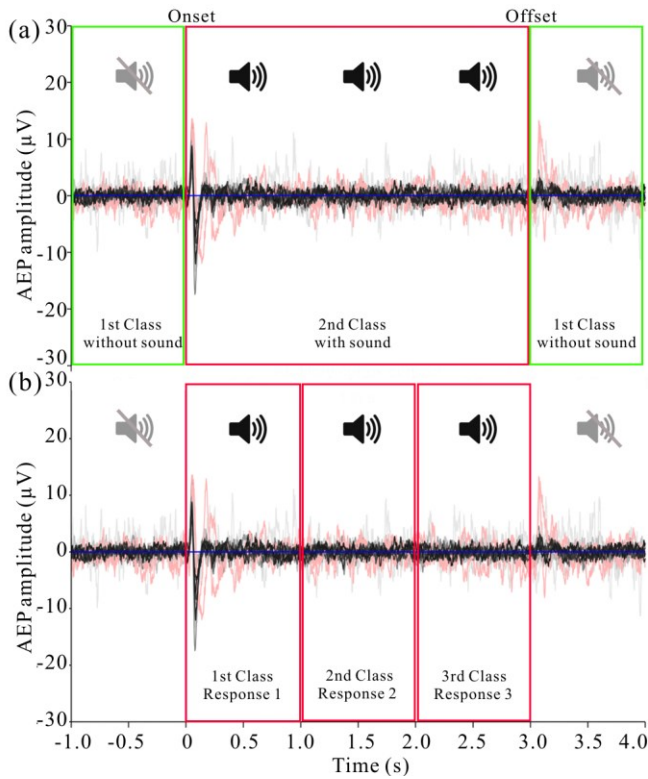 Onset Offset
(a)
30
20
10
0
-10
-20
-30
AEP amplitude (μV)
1st Class
without sound
2nd Class
with sound
1st Class
without sound
(b)
30
20
10
0
-10
-20
-30
AEP amplitude (μV)
1st Class
Response 1
2nd Class
Response 2
3rd Class
Response 3
-1.0 -0.5 0 0.5 1.0 1.5 2.0 2.5 3.0 3.5 4.0
Time (s)